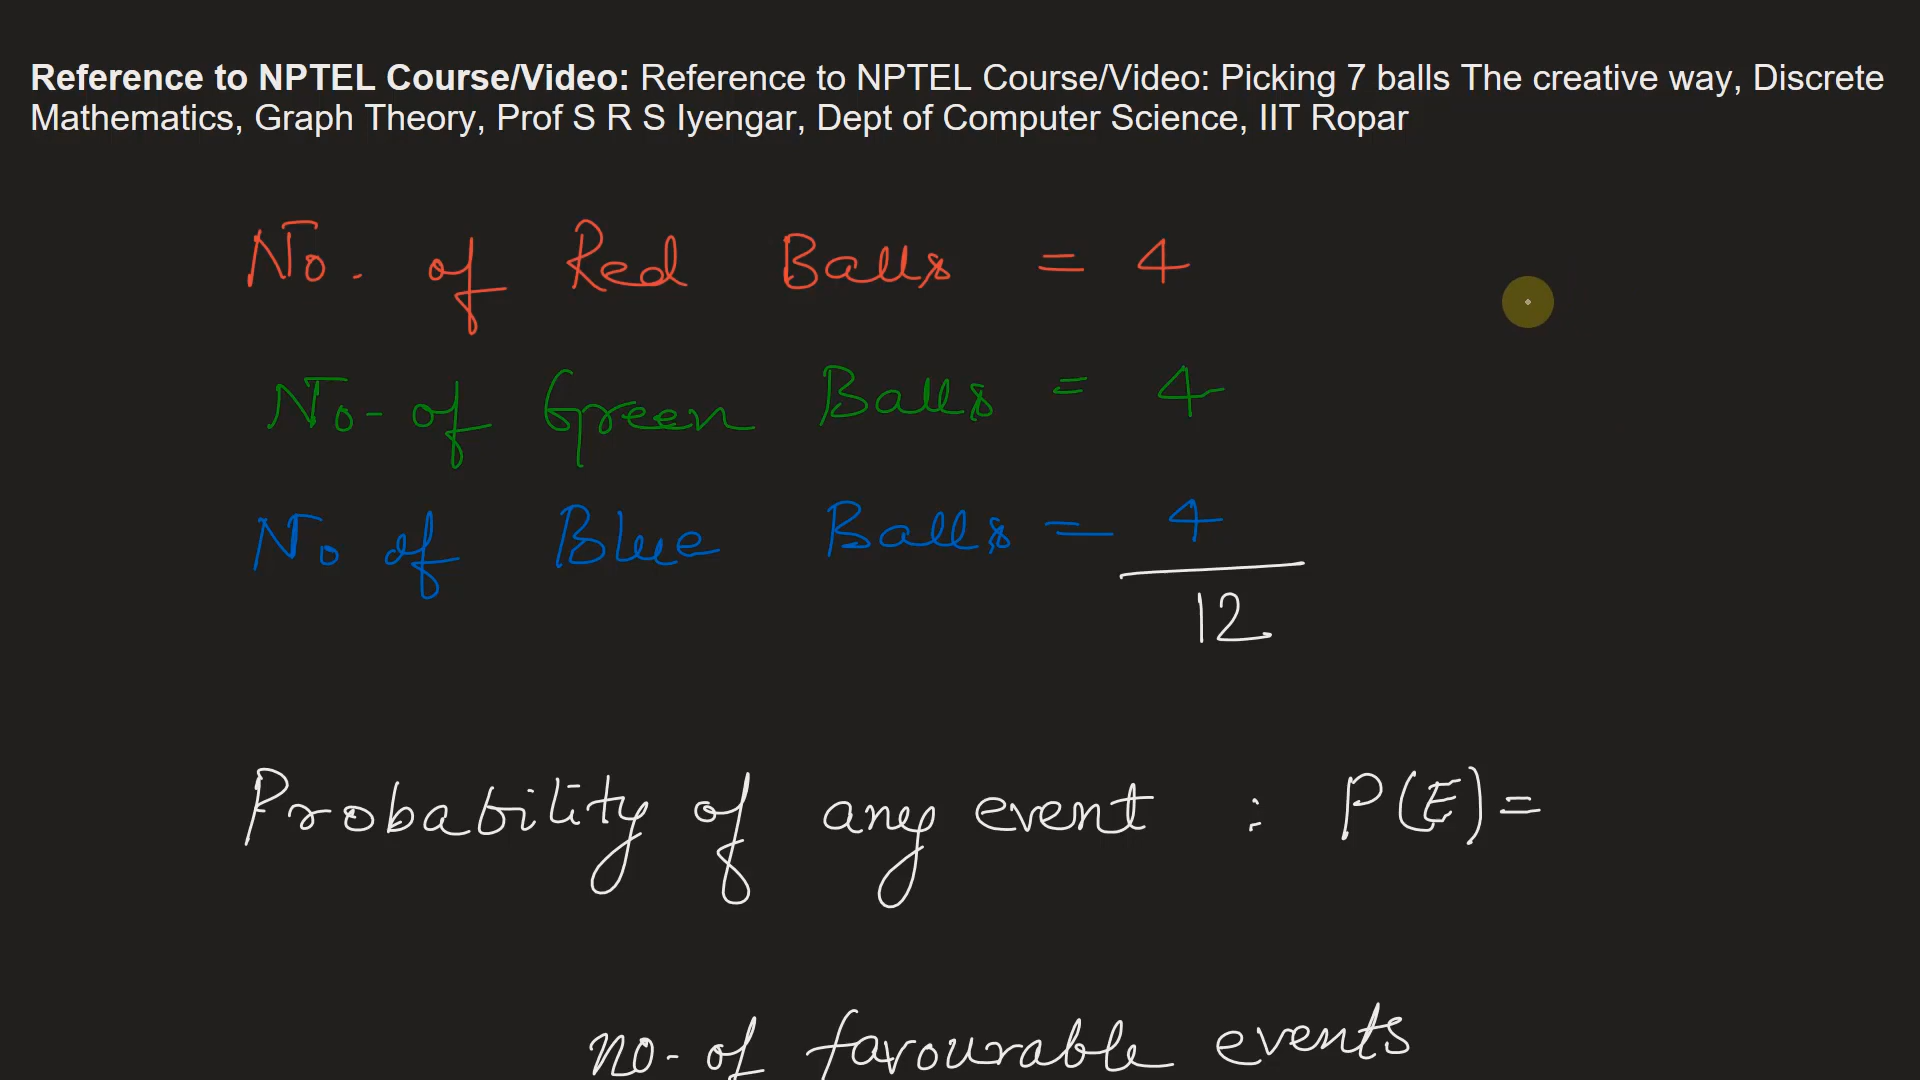 Reference to NPTEL Course/Video: Reference to NPTEL Course/Video: Picking 7 balls The creative way, Discrete
Mathematics, Graph Theory, Prof S R S Iyengar, Dept of Computer Science, IIT Ropar
No. of Red Balls = 4
No- of Green Balls = 4
No of Blue Balls = 4
12
Probability of any event : P(E)=
no- of favourable events